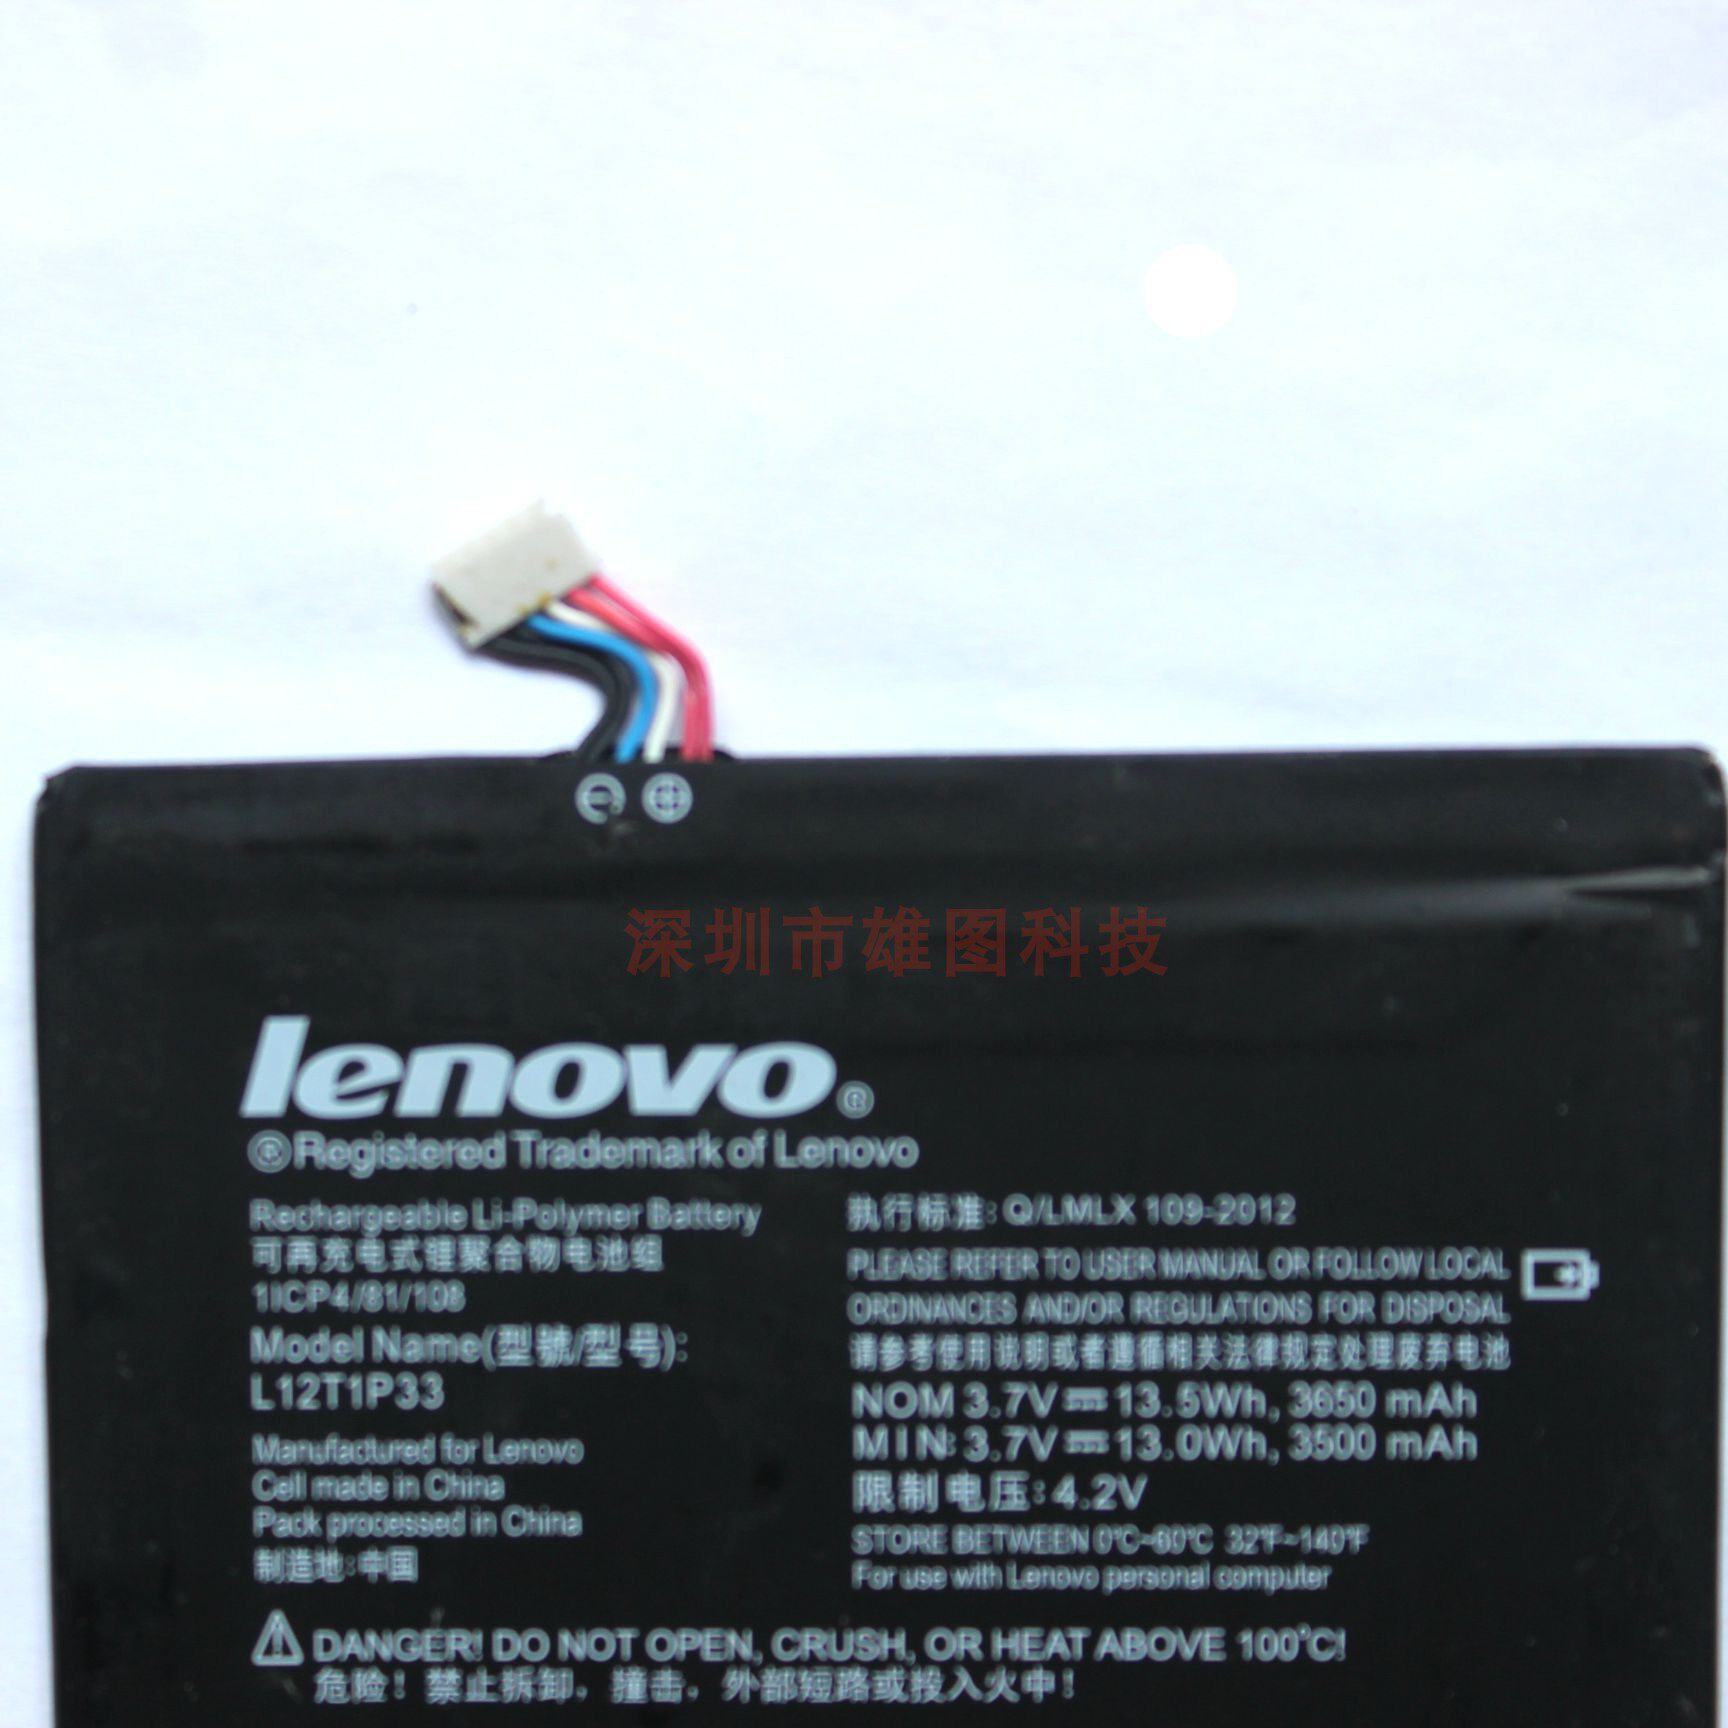 深圳市雄图科技
lenovo®
®Registered Trademark of Lenovo
Rechargeable Li-Polymer Battery
可再充电式锂聚合物电池组
1ICP4/81/108
Model Name(型號/型号):
L12T1P33
Manufactured for Lenovo
Cell made in China
Pack processed in China
制造地:中国
执行标准: Q/LMLX 109-2012
PLEASE REFER TO USER MANUAL OR FOLLOW LOCAL
ORDINANCES AND/OR REGULATIONS FOR DISPOSAL
请参考使用说明或者遵循相关法律规定处理废弃电池
NOM 3.7V⎓13.5Wh, 3650 mAh
MIN: 3.7V⎓13.0Wh, 3500 mAh
限制电压:4.2V
STORE BETWEEN 0°C~60°C 32°F~140°F
For use with Lenovo personal computer
DANGER! DO NOT OPEN, CRUSH, OR HEAT ABOVE 100°C!
危险！禁止拆卸，撞击，外部短路或投入火中！